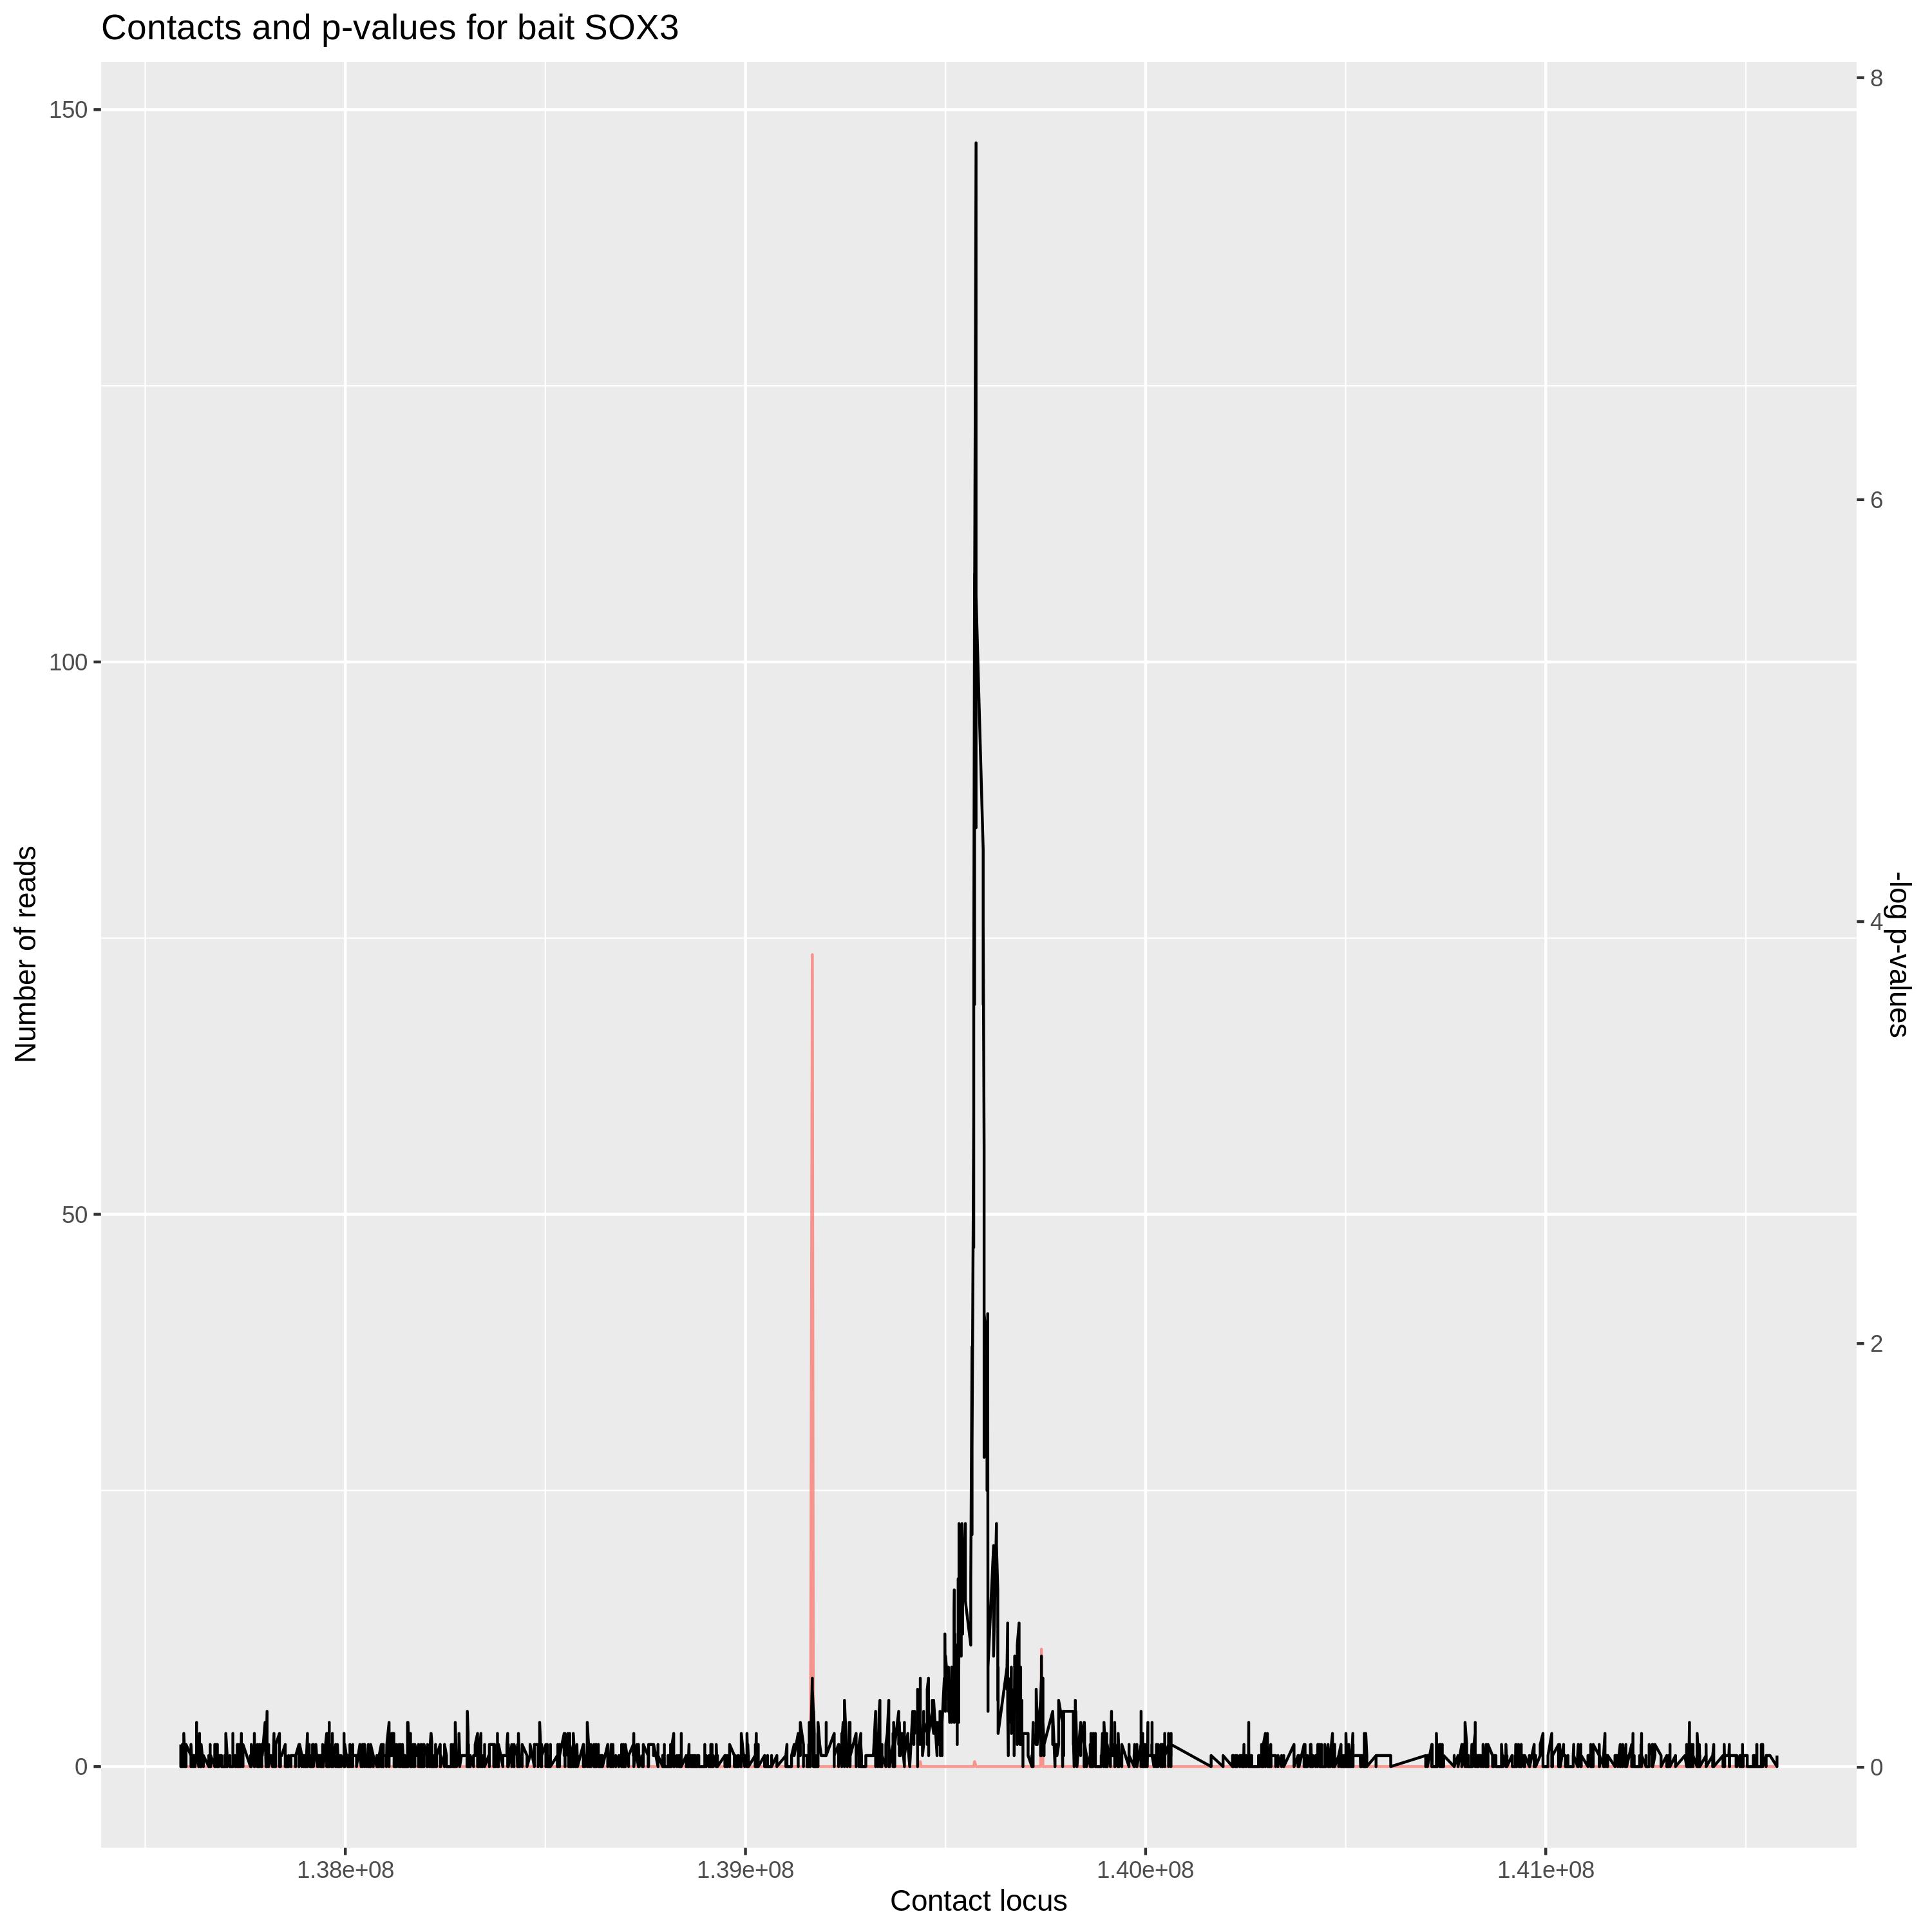 Contacts and p-values for bait SOX3
150
100
50
0
Number of reads
8
6
4
2
0
-log p-values
1.38e+08
1.39e+08
1.40e+08
1.41e+08
Contact locus